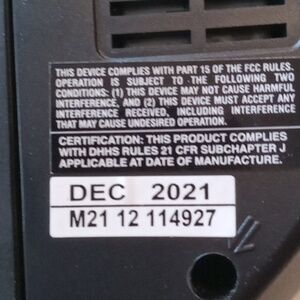 THIS DEVICE COMPLIES WITH PART 15 OF THE FCC RULES.
OPERATION IS SUBJECT TO THE FOLLOWING TWO
CONDITIONS: (1) THIS DEVICE MAY NOT CAUSE HARMFUL
INTERFERENCE, AND (2) THIS DEVICE MUST ACCEPT ANY
INTERFERENCE RECEIVED, INCLUDING INTERFERENCE
THAT MAY CAUSE UNDESIRED OPERATION.
CERTIFICATION: THIS PRODUCT COMPLIES
WITH DHHS RULES 21 CFR SUBCHAPTER J
APPLICABLE AT DATE OF MANUFACTURE.
DEC 2021
M21 12 114927